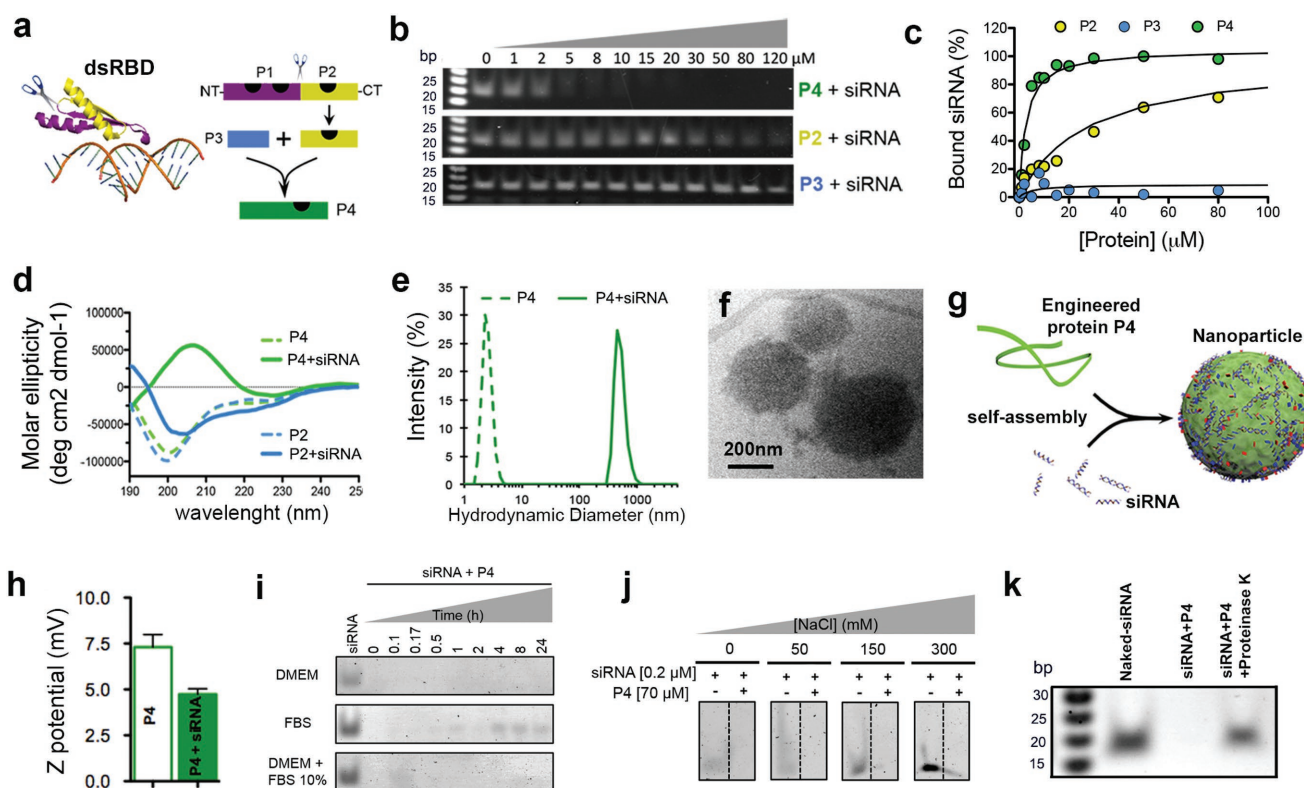 a
dsRBD
P1 P2
NT- -CT
P3 + 
P4
b
bp 0 1 2 5 8 10 15 20 30 50 80 120 µM
25
20
15
P4 + siRNA
25
20
15
P2 + siRNA
25
20
15
P3 + siRNA
c
P2 P3 P4
Bound siRNA (%)
120
100
80
60
40
20
0
0 20 40 60 80 100
[Protein] (µM)
d
Molar ellipticity
(deg cm2 dmol-1)
100000
50000
0
-50000
-100000
P4
P4+siRNA
P2
P2+siRNA
190 200 210 220 230 240 25
wavelenght (nm)
e
P4 P4+siRNA
Intensity (%)
35
30
25
20
15
10
5
0
1 10 100 1000
Hydrodynamic Diameter (nm)
f
200nm
g
Engineered
protein P4
Nanoparticle
self-assembly
siRNA
h
Z potential (mV)
10.0
7.5
5.0
2.5
0.0
P4
P4 + siRNA
i
siRNA + P4
Time (h)
siRNA 0 0.1 0.17 0.5 1 2 4 8 24
DMEM
FBS
DMEM +
FBS 10%
j
[NaCl] (mM)
0 50 150 300
siRNA [0.2 µM] + + + + + + + +
P4 [70 µM] - + - + - + - +
k
Naked-siRNA
siRNA+P4
siRNA+P4
+Proteinase K
bp
30
25
20
15